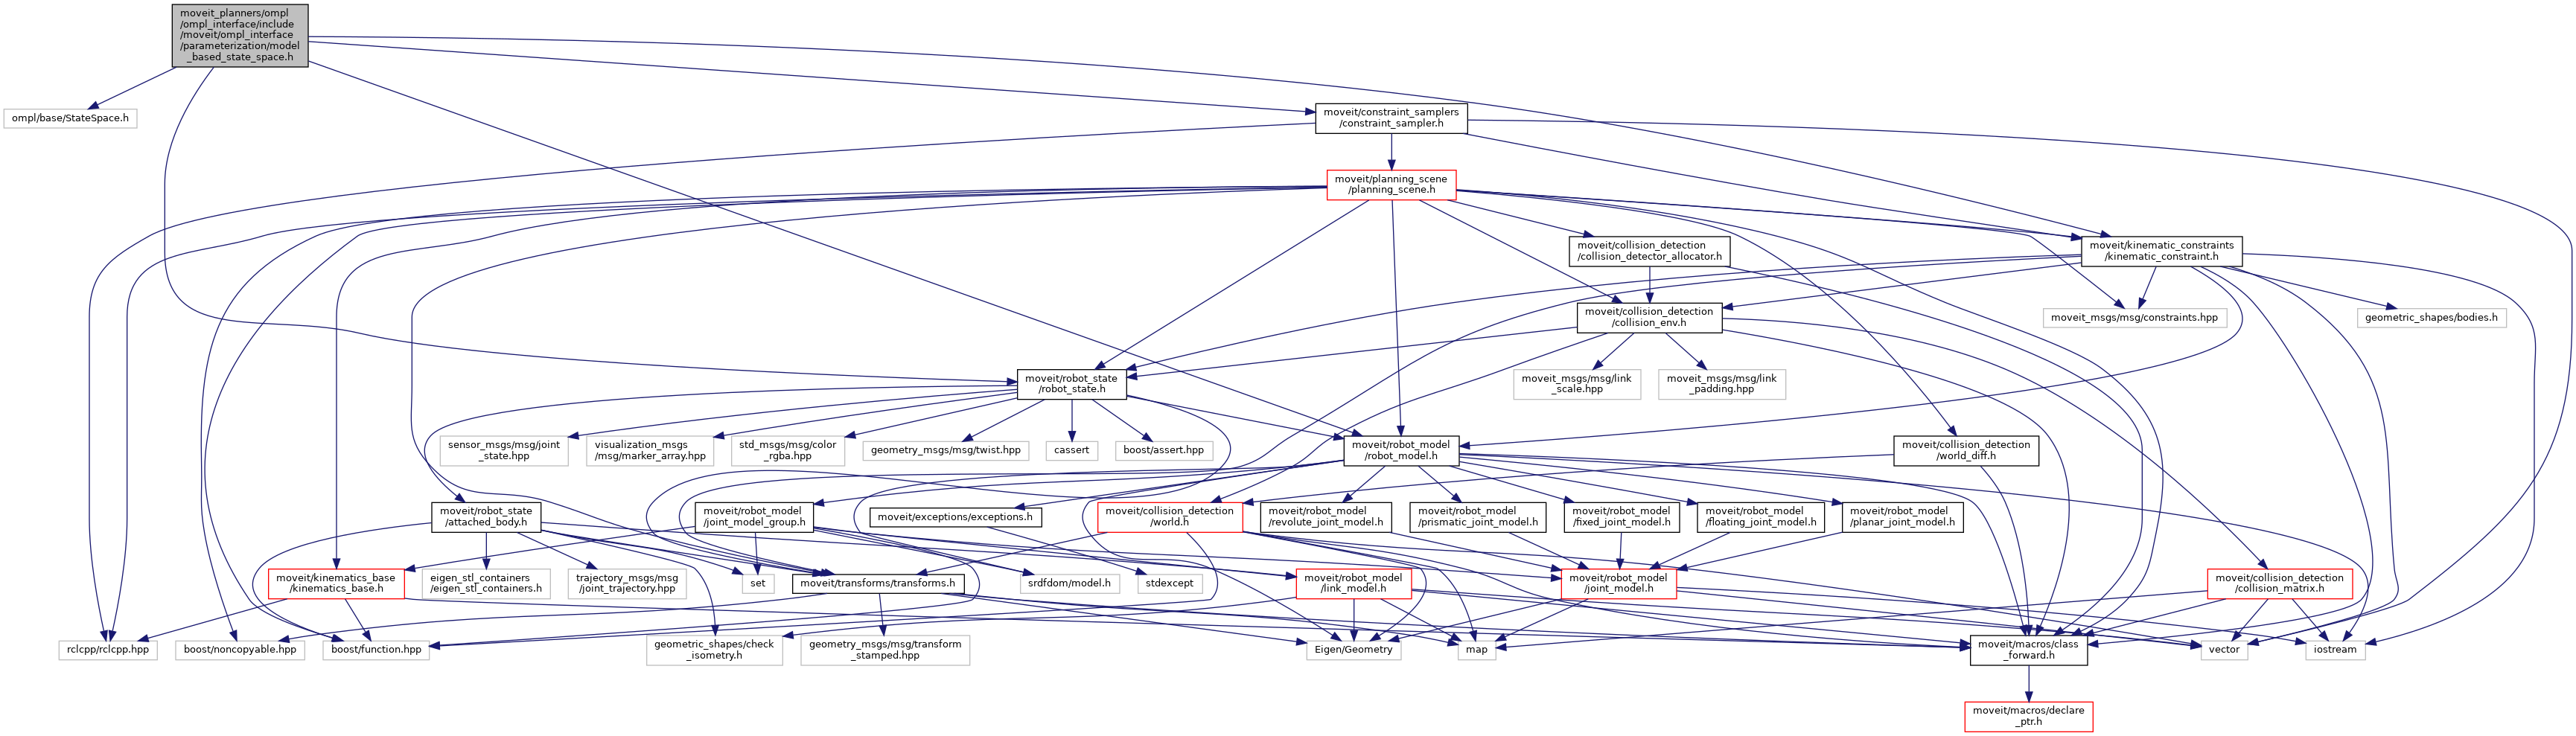 moveit_planners/ompl
/ompl_interface/include
/moveit/ompl_interface
/parameterization/model
_based_state_space.h
ompl/base/StateSpace.h
moveit/constraint_samplers
/constraint_sampler.h
moveit/planning_scene
/planning_scene.h
moveit/collision_detection
/collision_detector_allocator.h
moveit/kinematic_constraints
/kinematic_constraint.h
moveit/collision_detection
/collision_env.h
moveit_msgs/msg/constraints.hpp
geometric_shapes/bodies.h
moveit/robot_state
/robot_state.h
moveit_msgs/msg/link
_scale.hpp
moveit_msgs/msg/link
_padding.hpp
sensor_msgs/msg/joint
_state.hpp
visualization_msgs
/msg/marker_array.hpp
std_msgs/msg/color
_rgba.hpp
geometry_msgs/msg/twist.hpp
cassert
boost/assert.hpp
moveit/robot_model
/robot_model.h
moveit/collision_detection
/world_diff.h
moveit/robot_state
/attached_body.h
moveit/robot_model
/joint_model_group.h
moveit/exceptions/exceptions.h
moveit/collision_detection
/world.h
moveit/robot_model
/revolute_joint_model.h
moveit/robot_model
/prismatic_joint_model.h
moveit/robot_model
/fixed_joint_model.h
moveit/robot_model
/floating_joint_model.h
moveit/robot_model
/planar_joint_model.h
moveit/kinematics_base
/kinematics_base.h
eigen_stl_containers
/eigen_stl_containers.h
trajectory_msgs/msg
/joint_trajectory.hpp
set
moveit/transforms/transforms.h
srdfdom/model.h
stdexcept
moveit/robot_model
/link_model.h
moveit/robot_model
/joint_model.h
moveit/collision_detection
/collision_matrix.h
rclcpp/rclcpp.hpp
boost/noncopyable.hpp
boost/function.hpp
geometric_shapes/check
_isometry.h
geometry_msgs/msg/transform
_stamped.hpp
Eigen/Geometry
map
moveit/macros/class
_forward.h
vector
iostream
moveit/macros/declare
_ptr.h